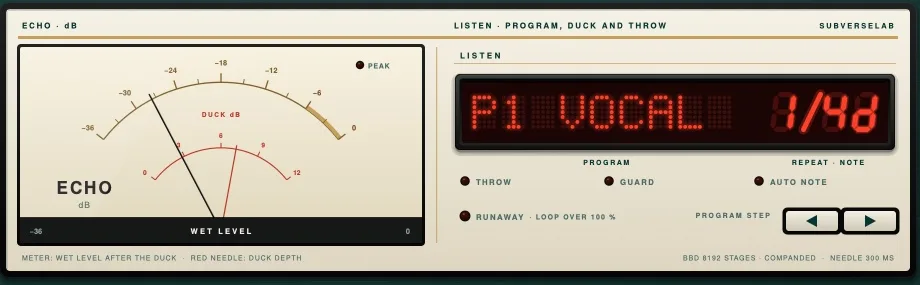 ECHO · dB
LISTEN · PROGRAM, DUCK AND THROW
SUBVERSELAB
−36
−30
−24
−18
−12
−6
0
PEAK
DUCK dB
0
3
6
9
12
ECHO
dB
−36
WET LEVEL
0
METER: WET LEVEL AFTER THE DUCK · RED NEEDLE: DUCK DEPTH
LISTEN
P1 VOCAL
1/4d
PROGRAM
REPEAT · NOTE
THROW
GUARD
AUTO NOTE
RUNAWAY · LOOP OVER 100 %
PROGRAM STEP
BBD 8192 STAGES · COMPANDED · NEEDLE 300 MS